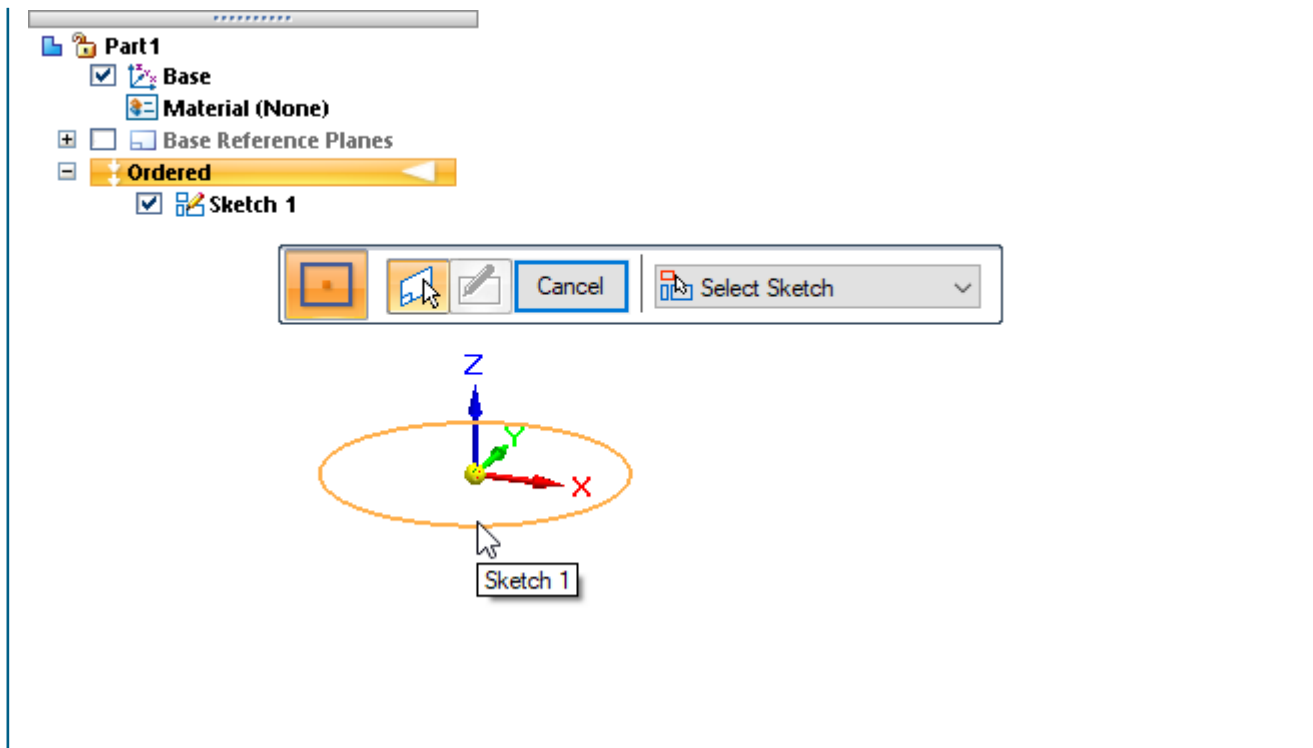 Part1
Base
Material (None)
Base Reference Planes
Ordered
Sketch 1
Cancel
Select Sketch
Z
Y
X
Sketch 1